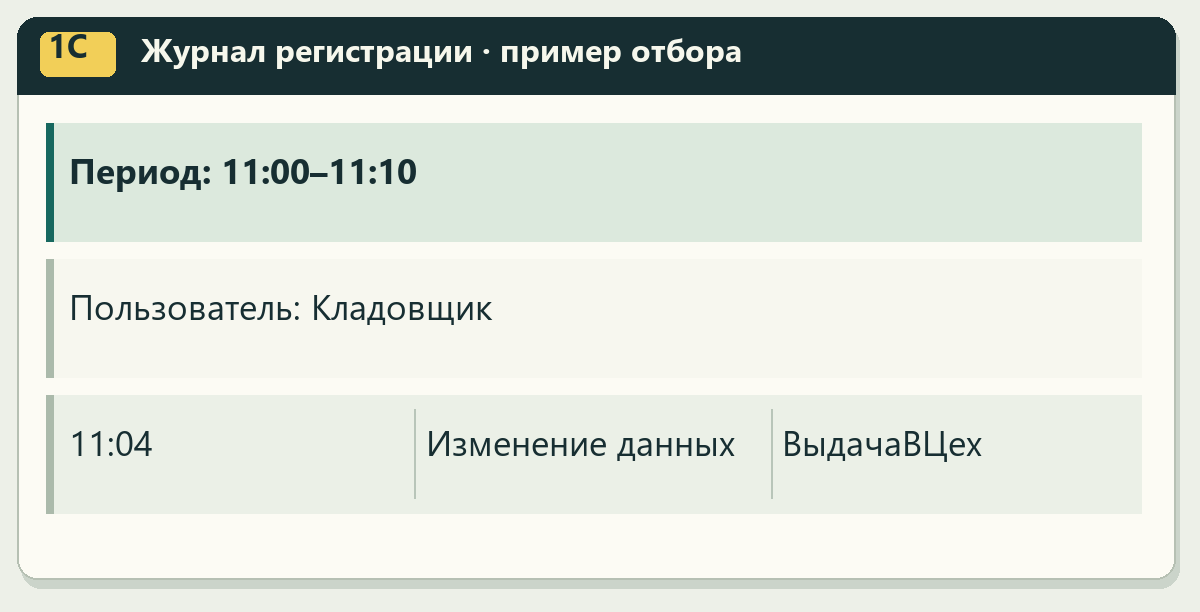 1С Журнал регистрации · пример отбора
Период: 11:00–11:10
Пользователь: Кладовщик
11:04 Изменение данных ВыдачаВЦех